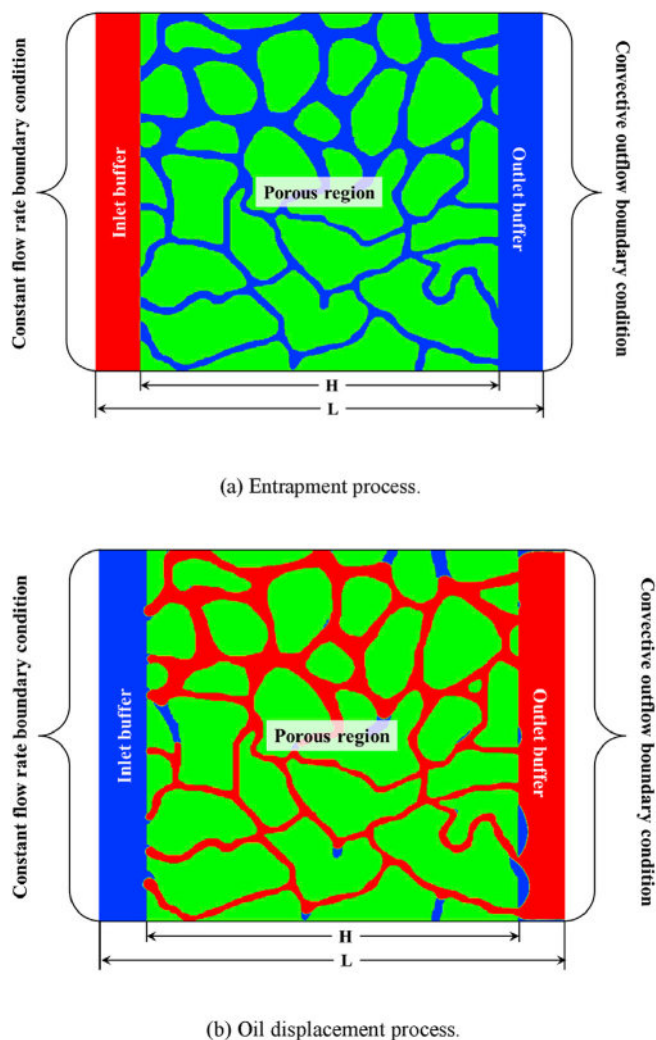 Constant flow rate boundary condition
Inlet buffer
Porous region
Outlet buffer
Convective outflow boundary condition
H
L
(a) Entrapment process.
Constant flow rate boundary condition
Inlet buffer
Porous region
Outlet buffer
Convective outflow boundary condition
H
L
(b) Oil displacement process.